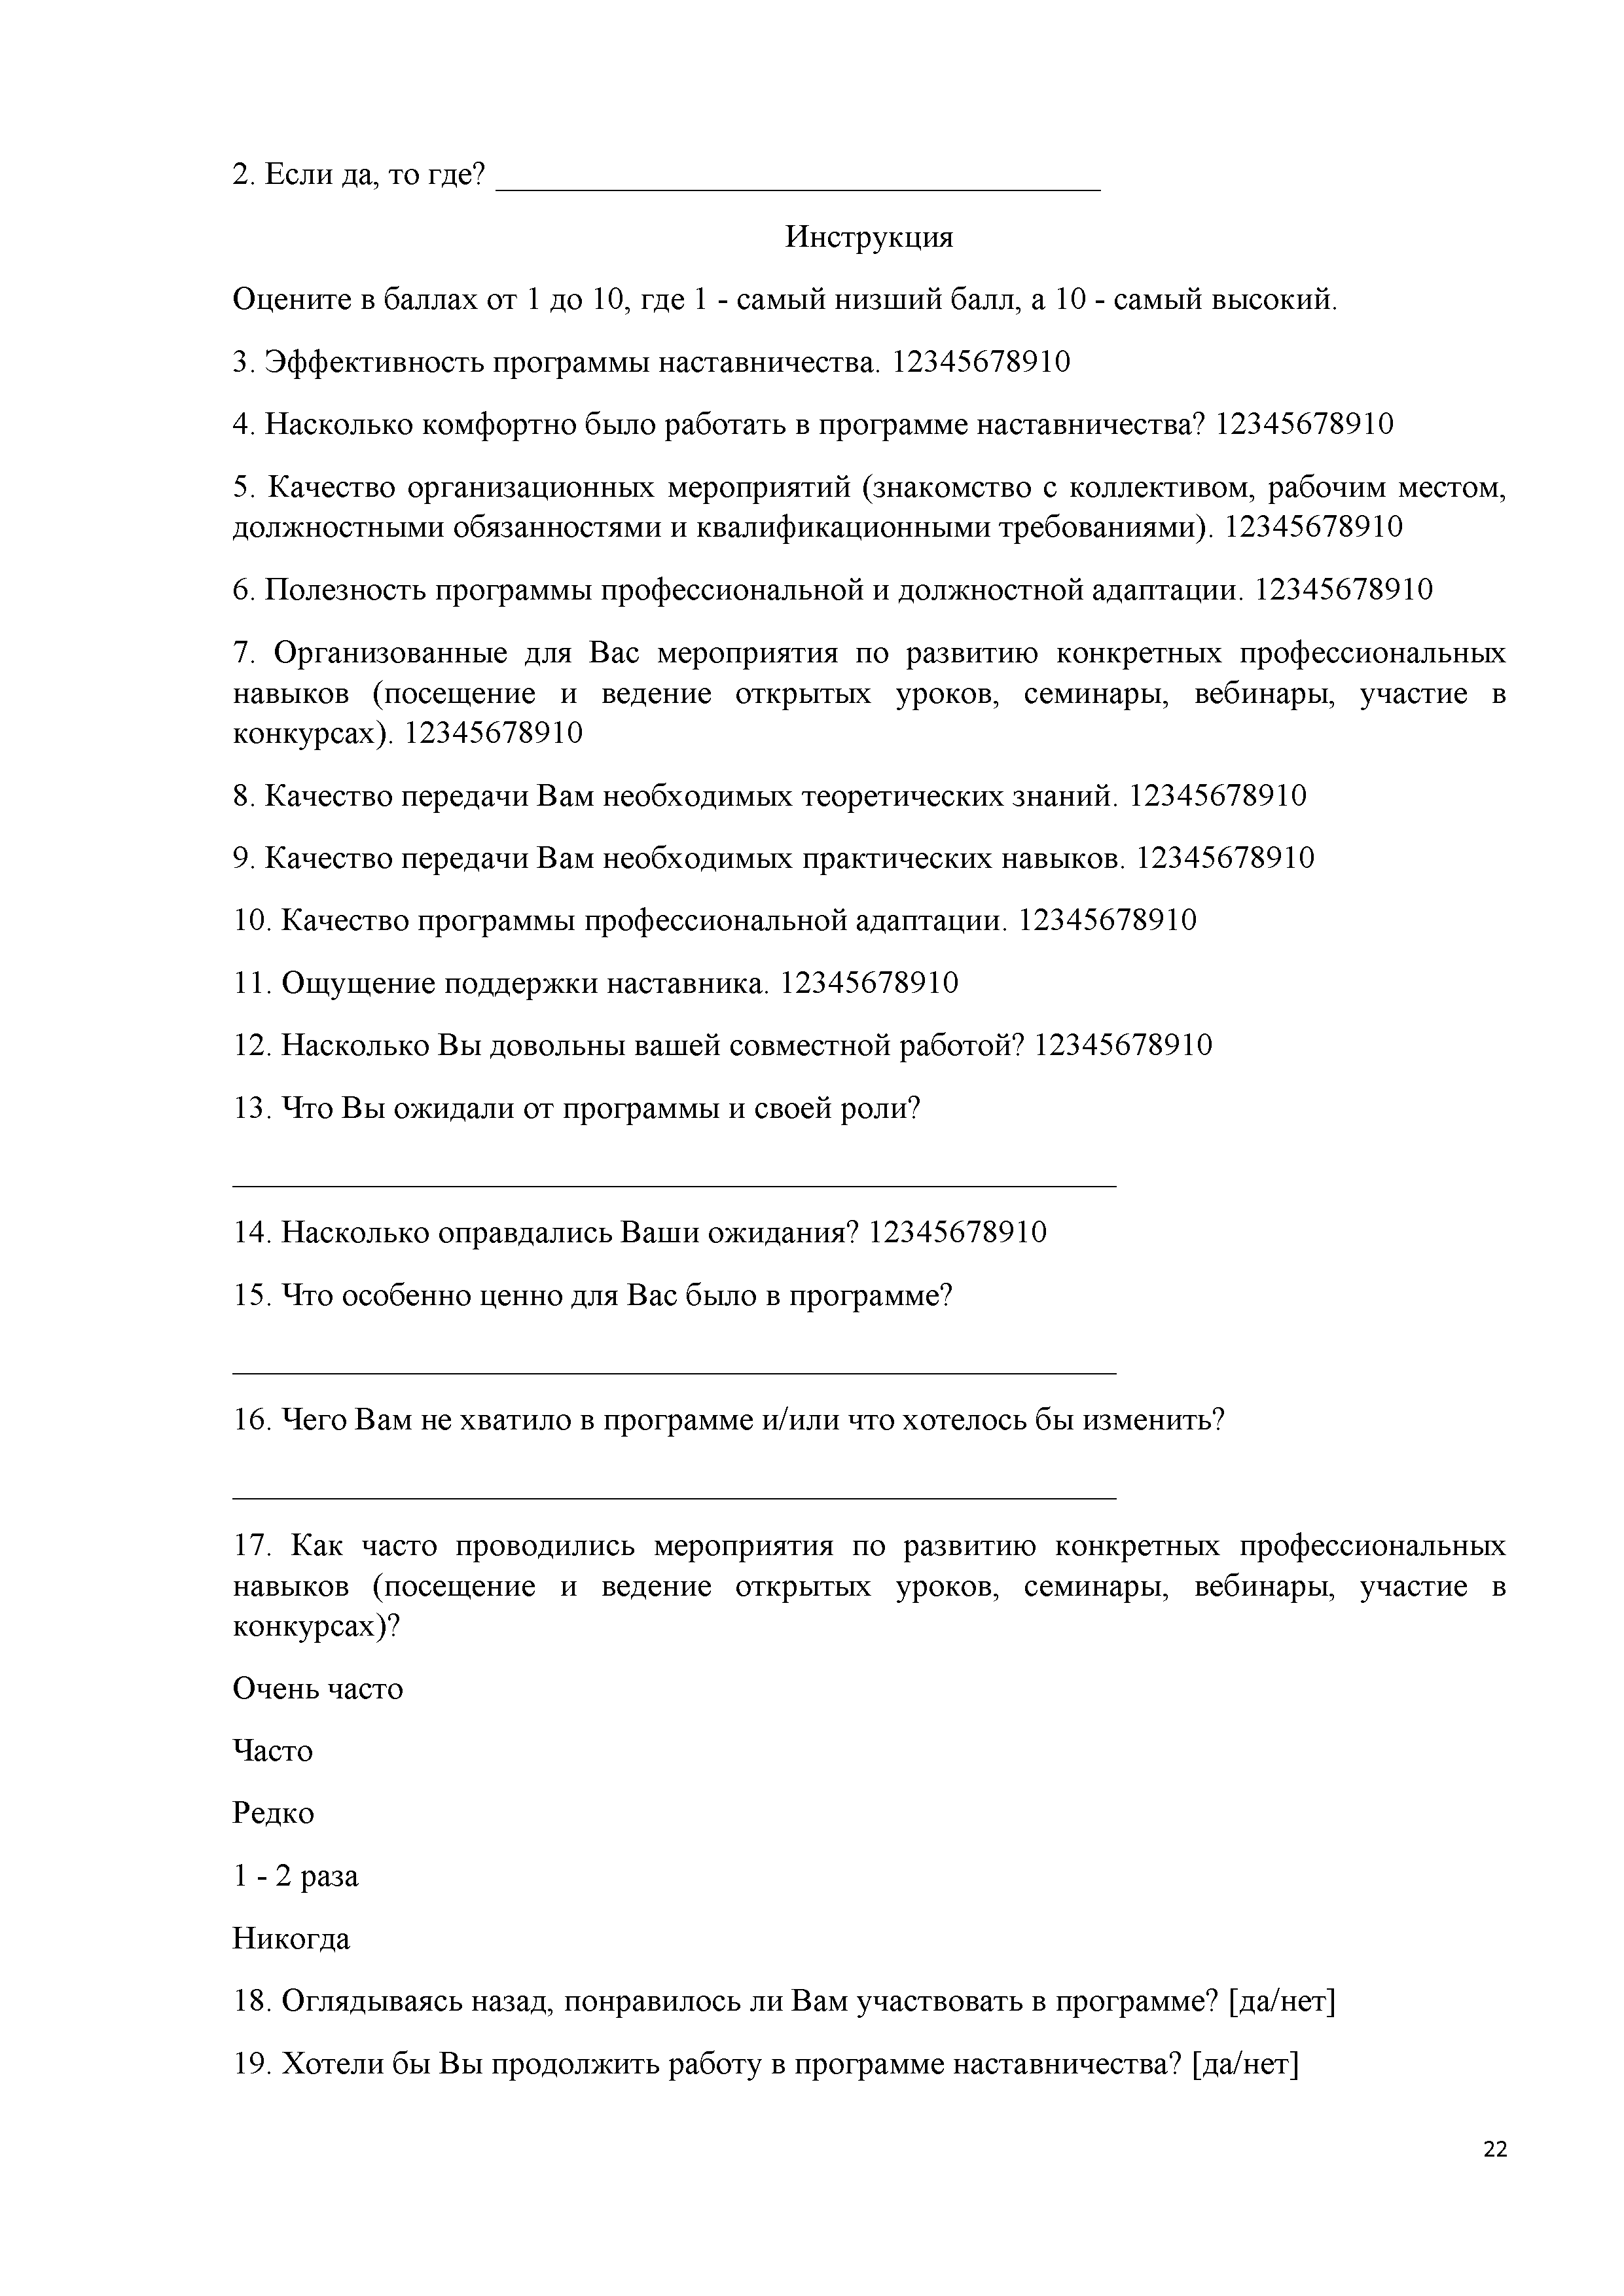 2. Если да, то где? ______________________________________
Инструкция
Оцените в баллах от 1 до 10, где 1 - самый низший балл, а 10 - самый высокий.
3. Эффективность программы наставничества. 12345678910
4. Насколько комфортно было работать в программе наставничества? 12345678910
5. Качество организационных мероприятий (знакомство с коллективом, рабочим местом,
должностными обязанностями и квалификационными требованиями). 12345678910
6. Полезность программы профессиональной и должностной адаптации. 12345678910
7. Организованные для Вас мероприятия по развитию конкретных профессиональных
навыков (посещение и ведение открытых уроков, семинары, вебинары, участие в
конкурсах). 12345678910
8. Качество передачи Вам необходимых теоретических знаний. 12345678910
9. Качество передачи Вам необходимых практических навыков. 12345678910
10. Качество программы профессиональной адаптации. 12345678910
11. Ощущение поддержки наставника. 12345678910
12. Насколько Вы довольны вашей совместной работой? 12345678910
13. Что Вы ожидали от программы и своей роли?
14. Насколько оправдались Ваши ожидания? 12345678910
15. Что особенно ценно для Вас было в программе?
16. Чего Вам не хватило в программе и/или что хотелось бы изменить?
17. Как часто проводились мероприятия по развитию конкретных профессиональных
навыков (посещение и ведение открытых уроков, семинары, вебинары, участие в
конкурсах)?
Очень часто
Часто
Редко
1 - 2 раза
Никогда
18. Оглядываясь назад, понравилось ли Вам участвовать в программе? [да/нет]
19. Хотели бы Вы продолжить работу в программе наставничества? [да/нет]
22